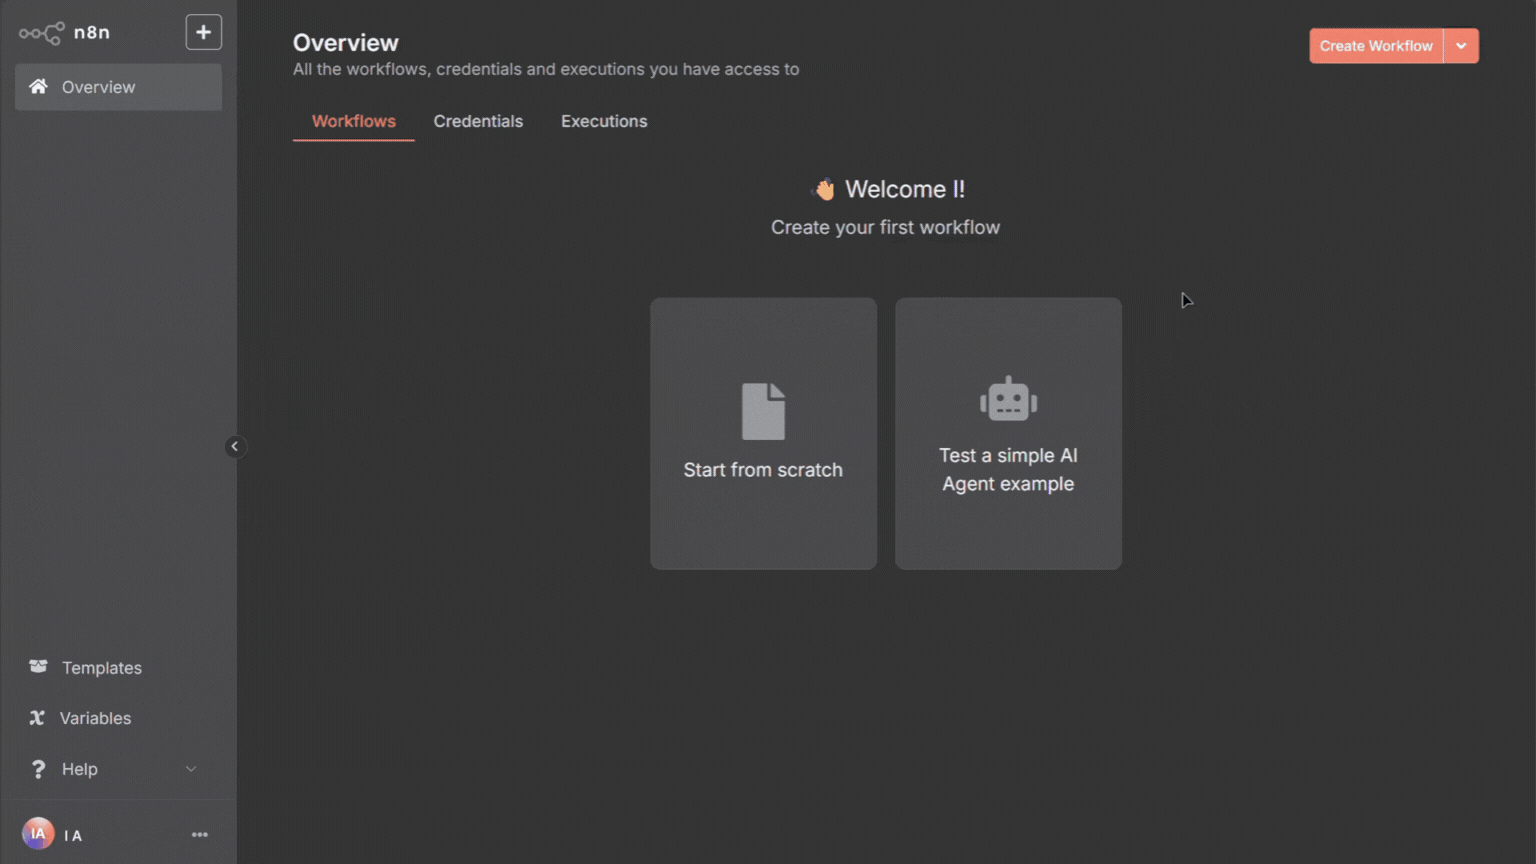 n8n
+
Overview
Templates
Variables
Help
IA
I A
Overview
All the workflows, credentials and executions you have access to
Create Workflow
Workflows
Credentials
Executions
👋 Welcome I!
Create your first workflow
Start from scratch
Test a simple AI
Agent example